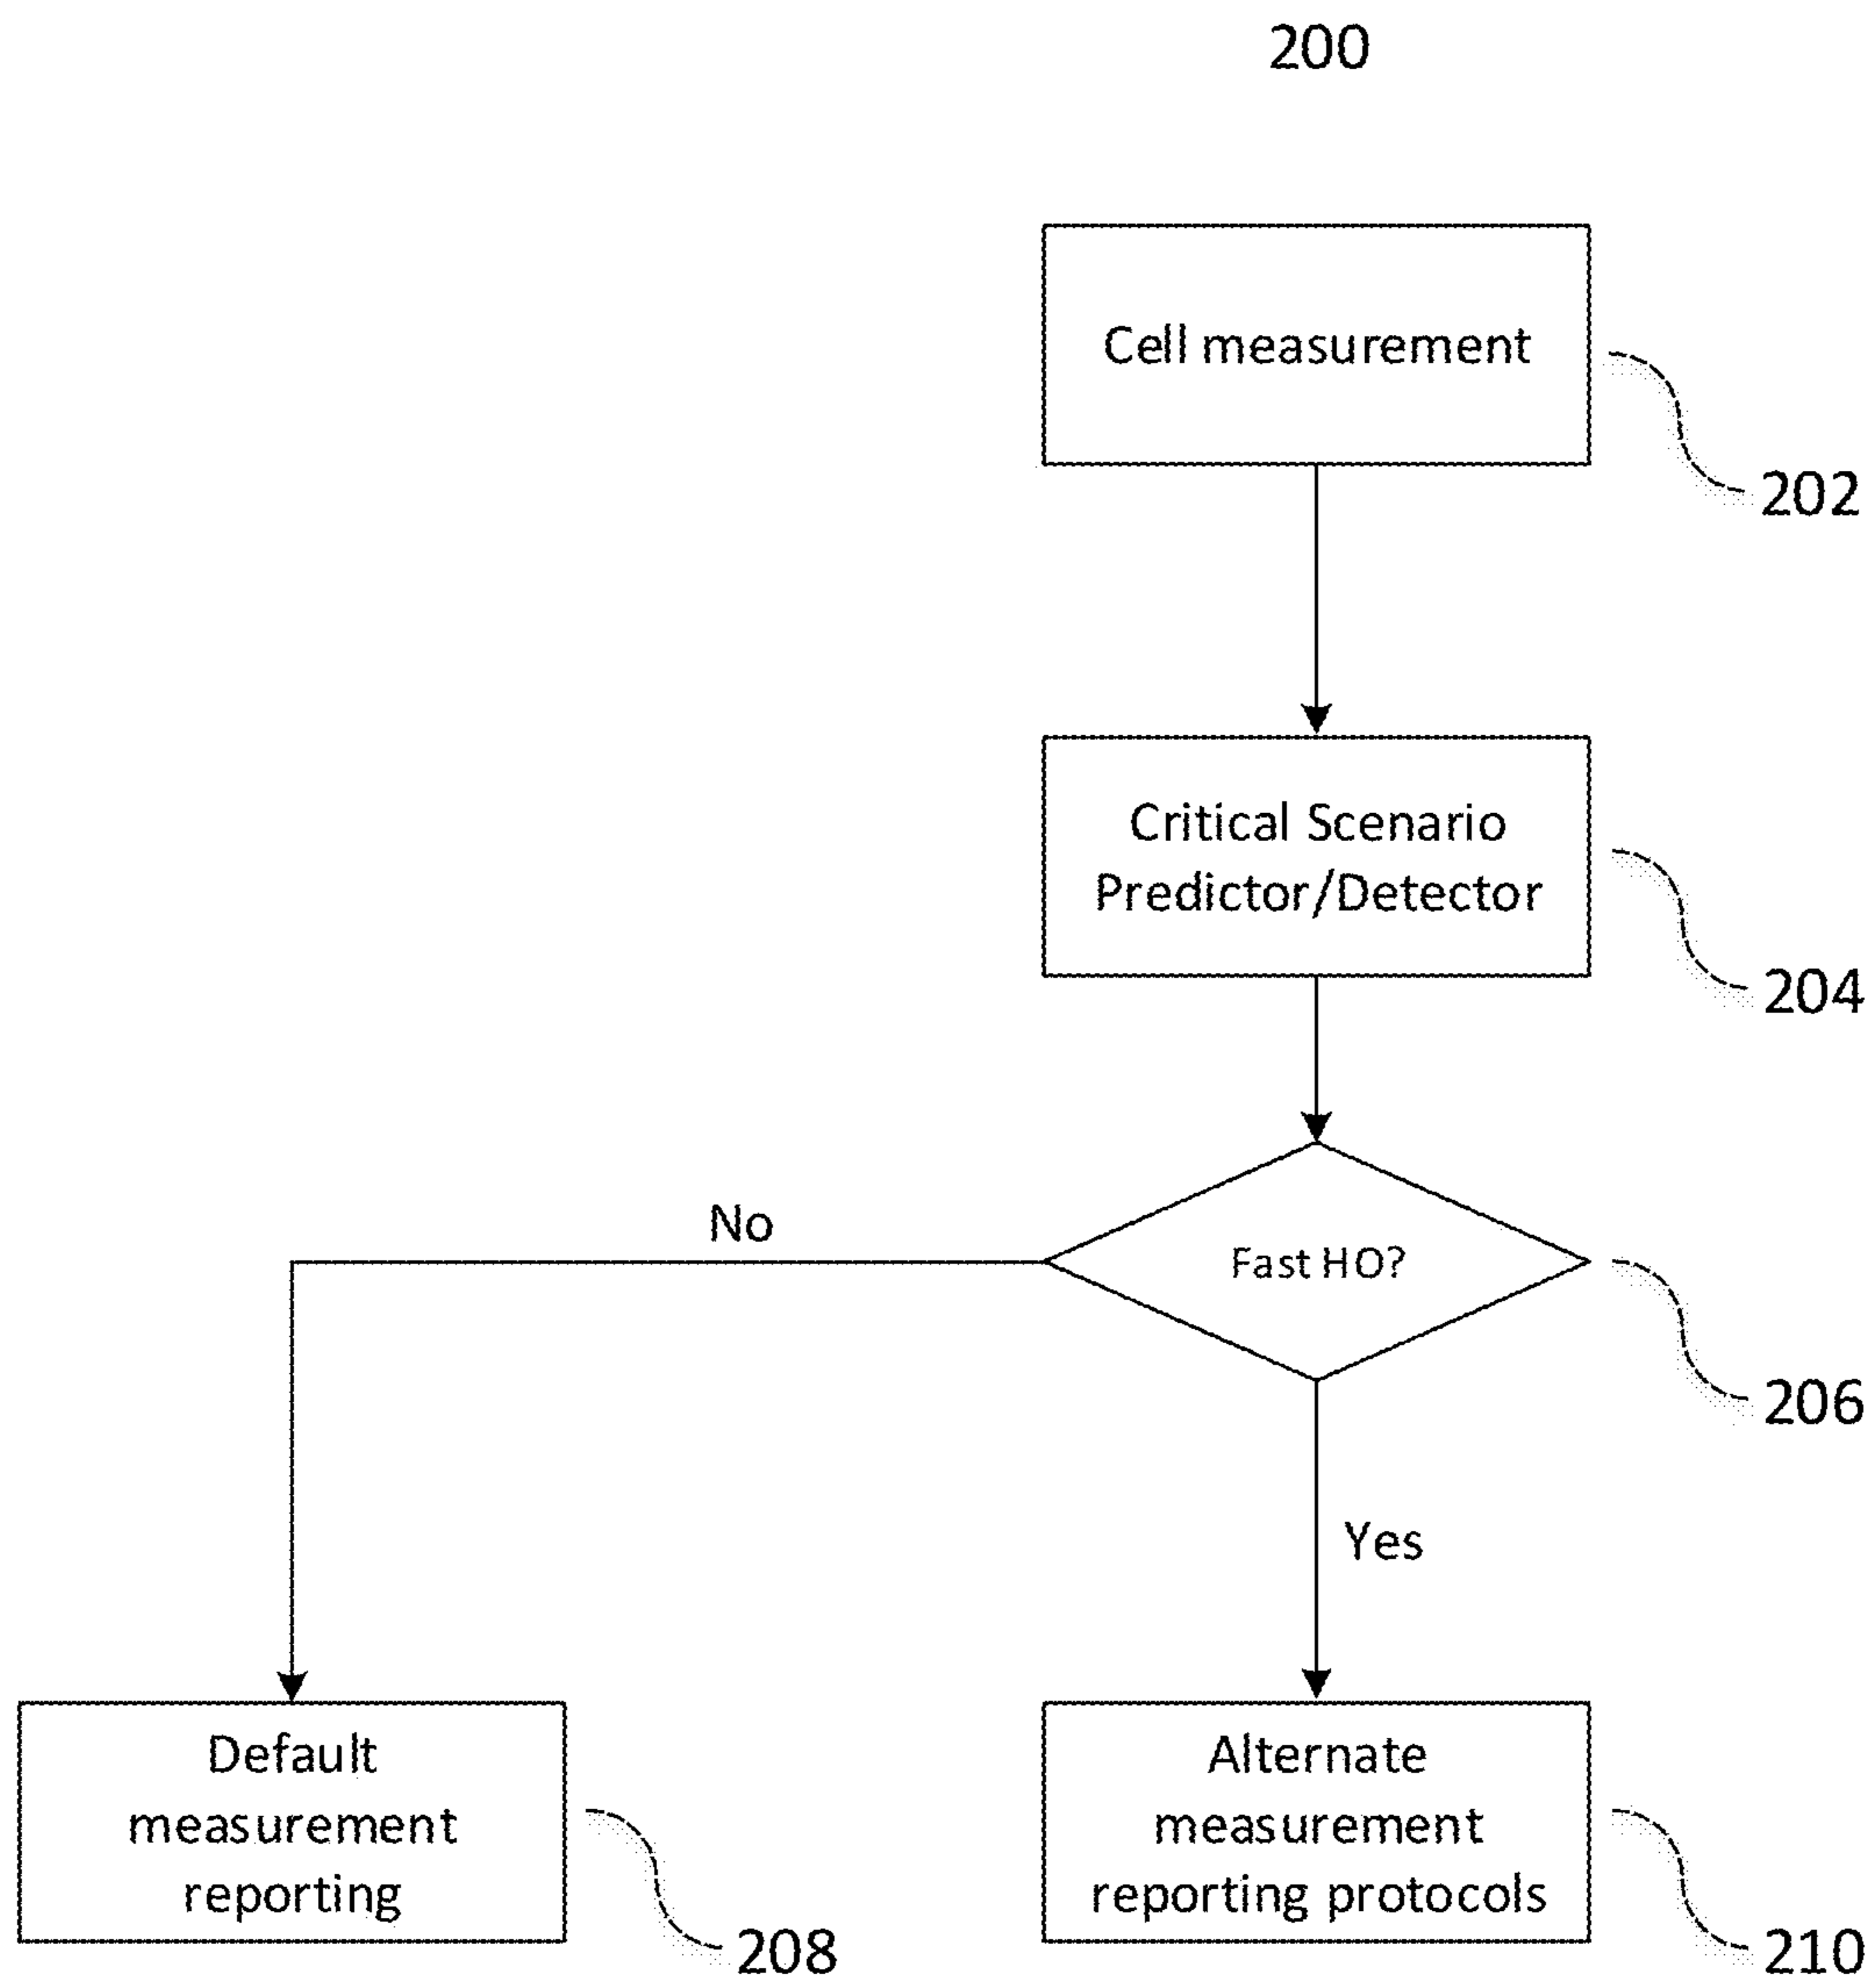 200
Cell measurement
202
Critical Scenario
Predictor/Detector
204
No
Fast HO?
206
Yes
Default
measurement
reporting
208
Alternate
measurement
reporting protocols
210